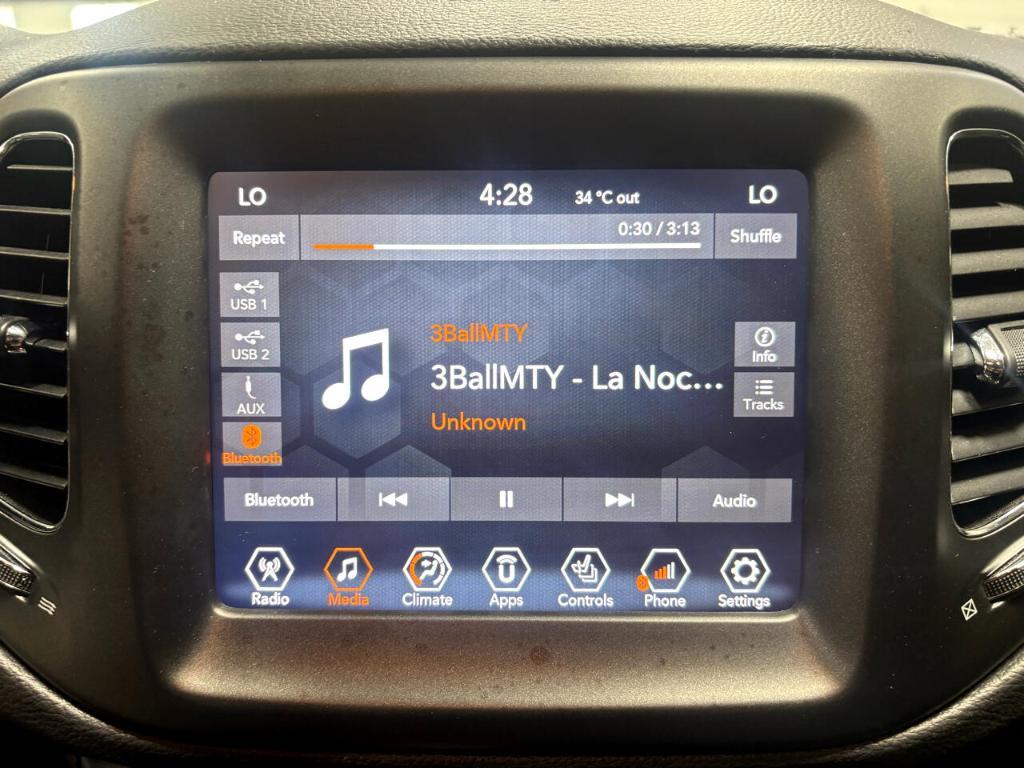 LO 4:28 34 °C out LO
Repeat 0:30 / 3:13 Shuffle
USB 1
USB 2
AUX
Bluetooth
3BallMTY
3BallMTY - La Noc...
Unknown
Info
Tracks
Bluetooth Audio
Radio Media Climate Apps Controls Phone Settings